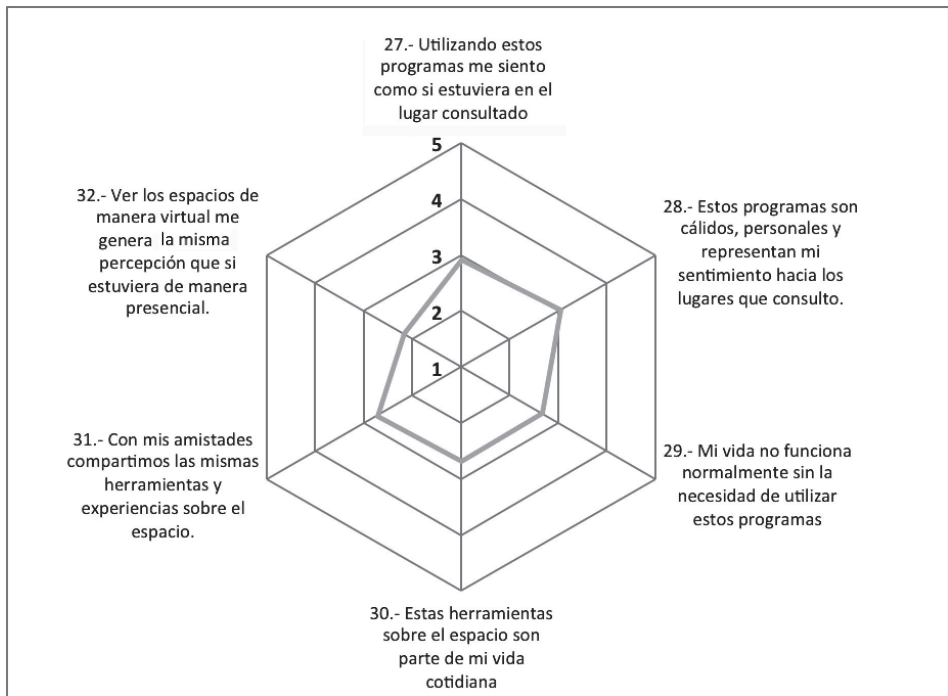 27.- Utilizando estos
programas me siento
como si estuviera en el
lugar consultado
5
4
3
2
1
28.- Estos programas son
cálidos, personales y
representan mi
sentimiento hacia los
lugares que consulto.
29.- Mi vida no funciona
normalmente sin la
necesidad de utilizar
estos programas
30.- Estas herramientas
sobre el espacio son
parte de mi vida
cotidiana
31.- Con mis amistades
compartimos las mismas
herramientas y
experiencias sobre el
espacio.
32.- Ver los espacios de
manera virtual me
genera la misma
percepción que si
estuviera de manera
presencial.